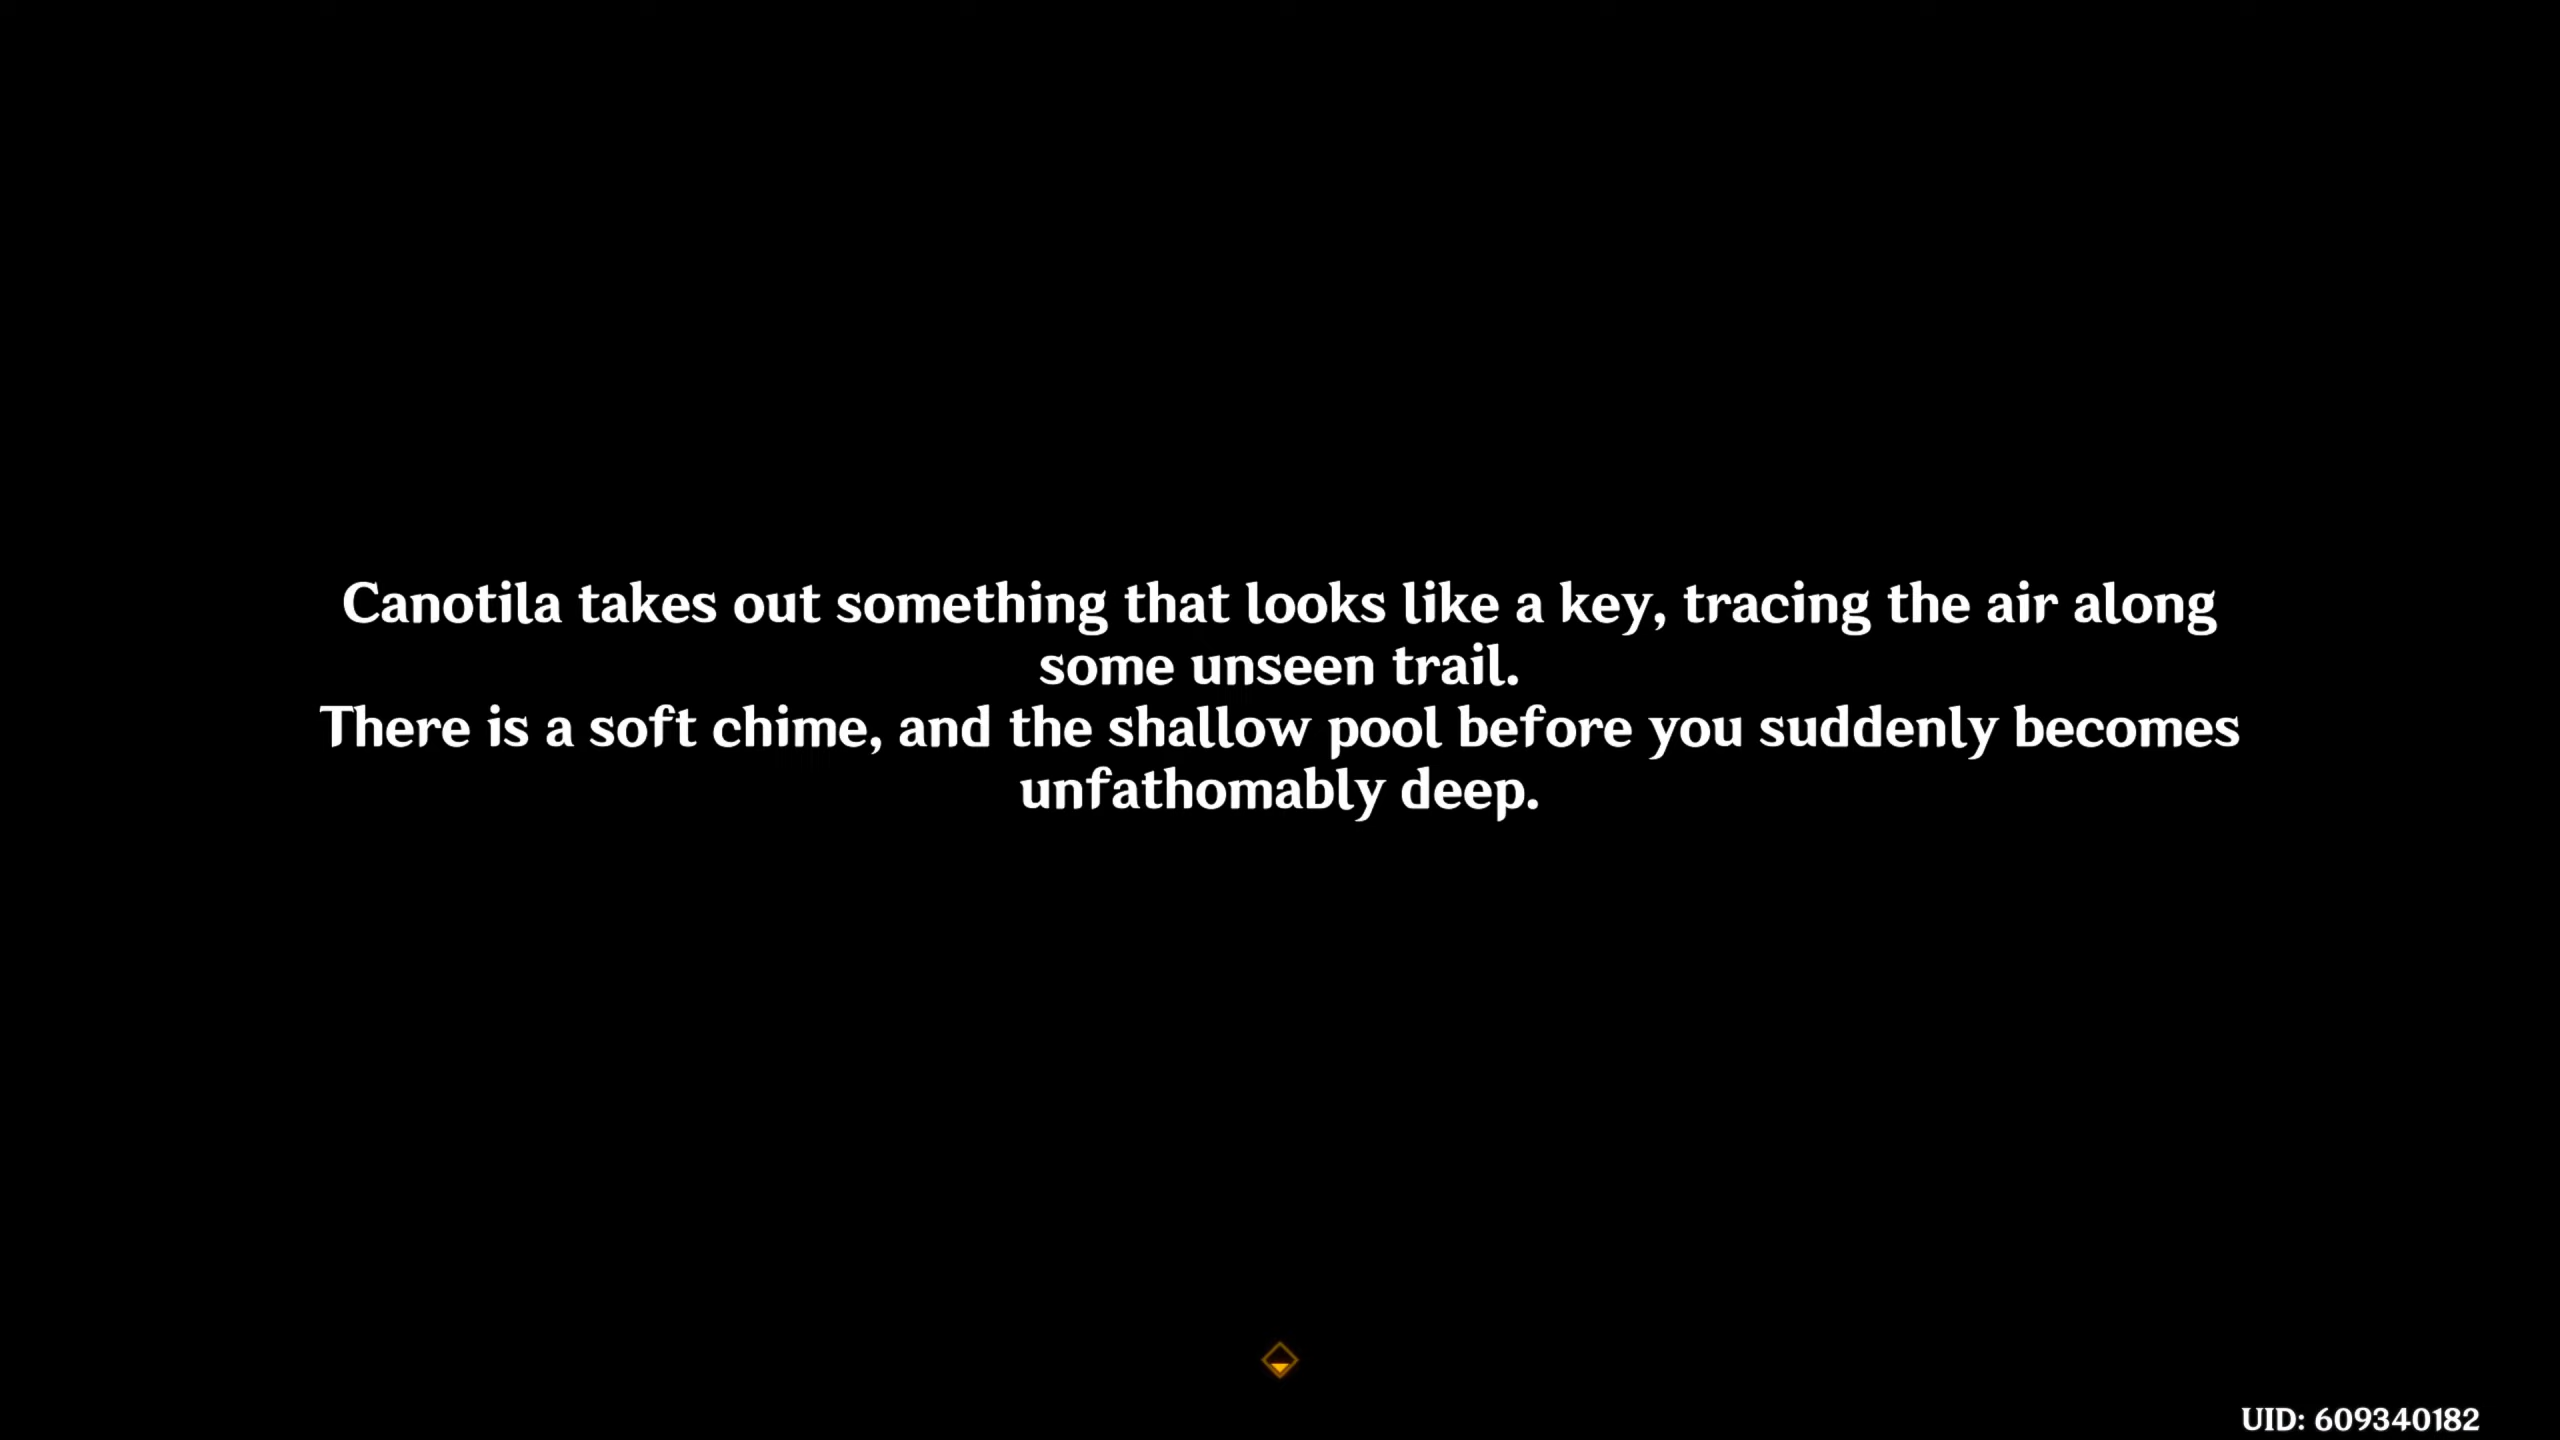 Canotila takes out something that looks like a key, tracing the air along
some unseen trail.
There is a soft chime, and the shallow pool before you suddenly becomes
unfathomably deep.
UID: 609340182